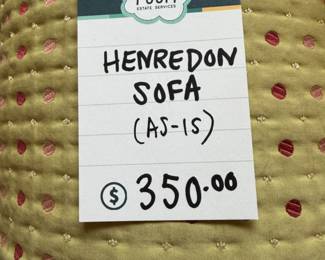 ESTATE SERVICES
HENREDON
SOFA
(AS-IS)
$ 350.00